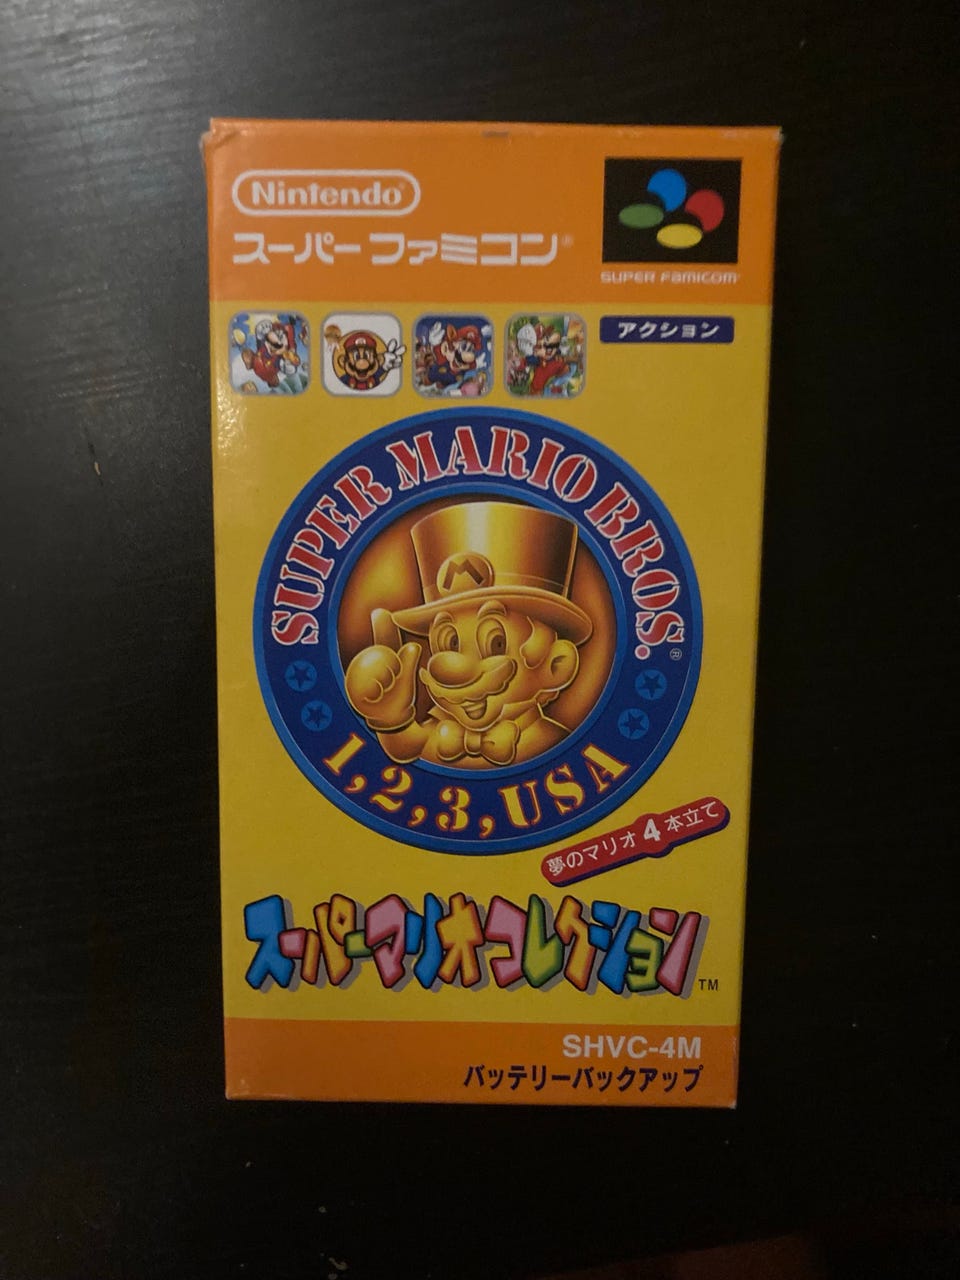 Nintendo®
スーパーファミコン®
SUPER FAMICOM™
アクション
SUPER MARIO BROS.®
1,2,3,USA
夢のマリオ4本立て
スーパーマリオコレクション™
SHVC-4M
バッテリーバックアップ